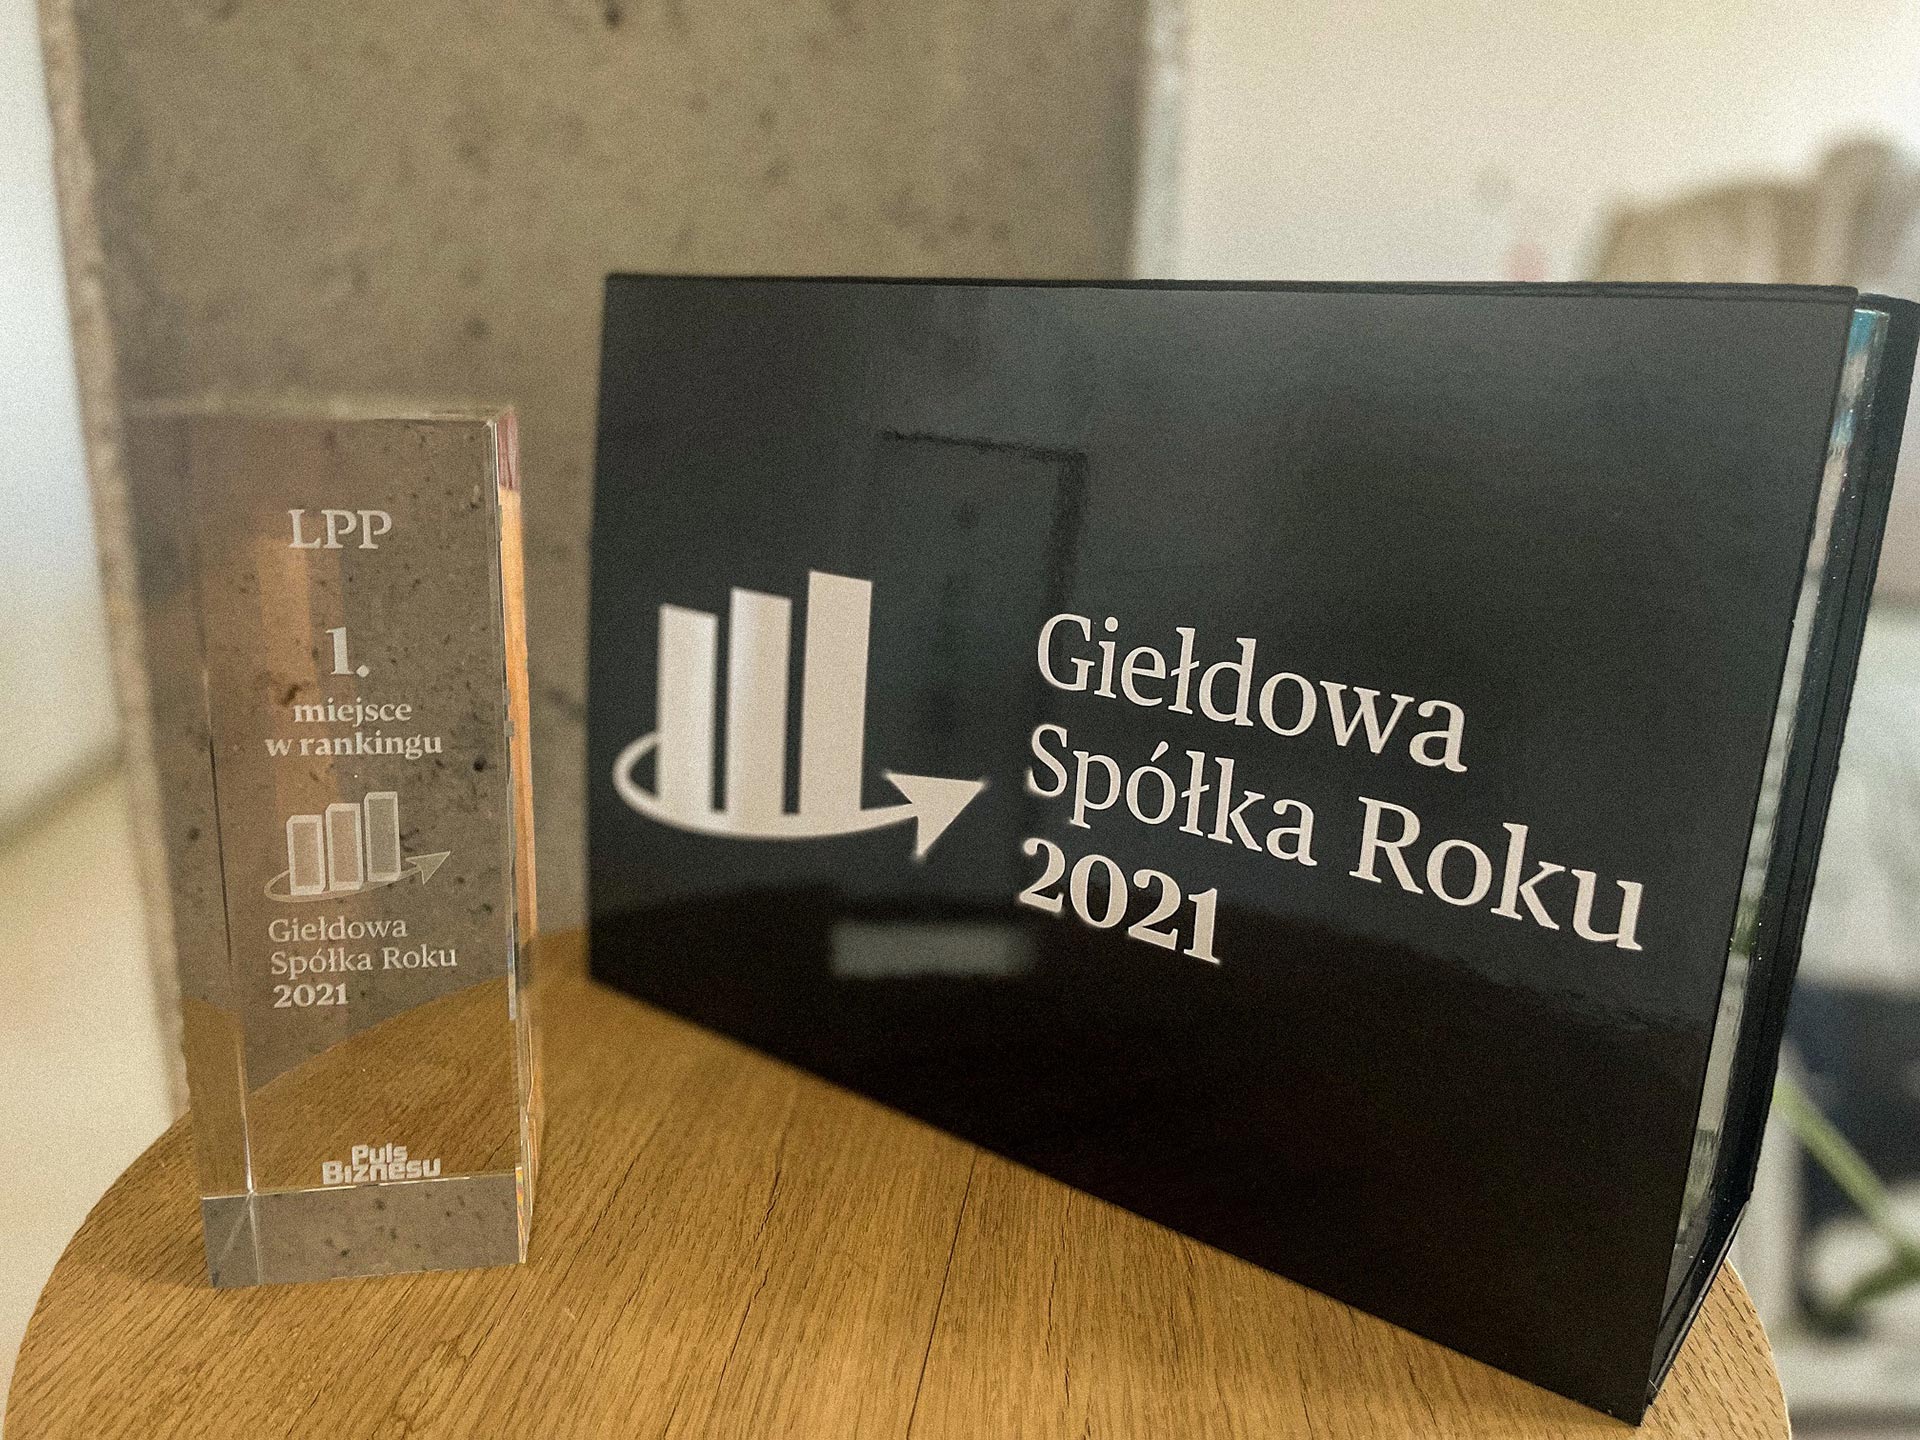 LPP
1.
miejsce
w rankingu
Giełdowa
Spółka Roku
2021
Puls
Biznesu
Giełdowa
Spółka Roku
2021